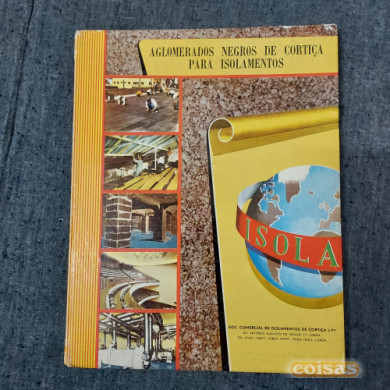 AGLOMERADOS NEGROS DE CORTIÇA
PARA ISOLAMENTOS
ISOLA
SOC. COMERCIAL DE ISOLAMENTOS DE CORTIÇA L.DA
coisas